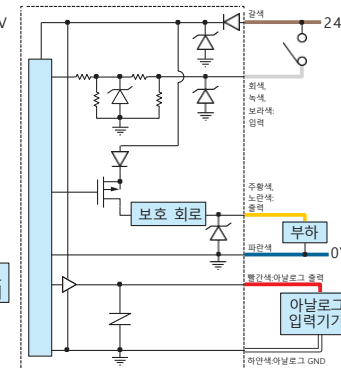 V
갈색
24
회색,
녹색,
보라색:
입력
주황색,
노란색:
출력
보호 회로
부하
파란색
0V
빨간색:아날로그 출력
아날로그
입력기기
하얀색:아날로그 GND